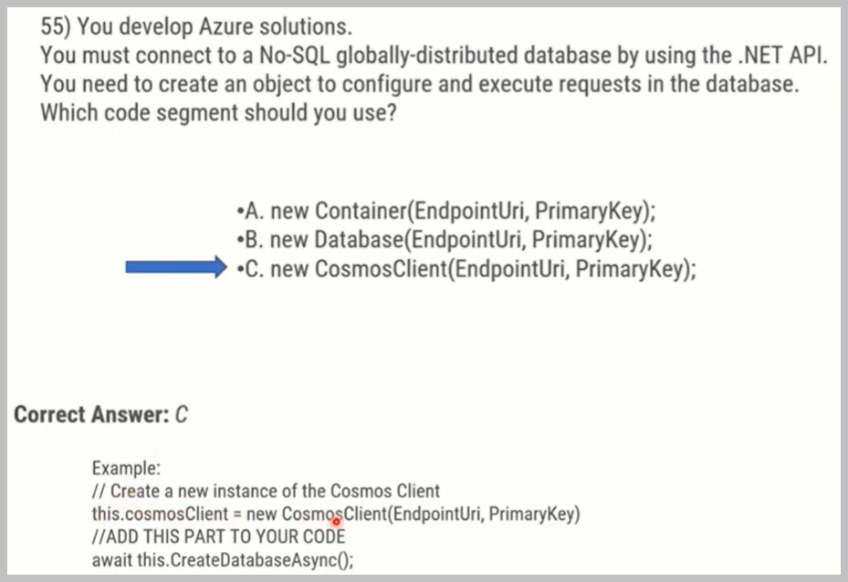 55) You develop Azure solutions.
You must connect to a No-SQL globally-distributed database by using the .NET API.
You need to create an object to configure and execute requests in the database.
Which code segment should you use?
•A. new Container(EndpointUri, PrimaryKey);
•B. new Database(EndpointUri, PrimaryKey);
•C. new CosmosClient(EndpointUri, PrimaryKey);
Correct Answer: C
Example:
// Create a new instance of the Cosmos Client
this.cosmosClient = new CosmosClient(EndpointUri, PrimaryKey)
//ADD THIS PART TO YOUR CODE
await this.CreateDatabaseAsync();